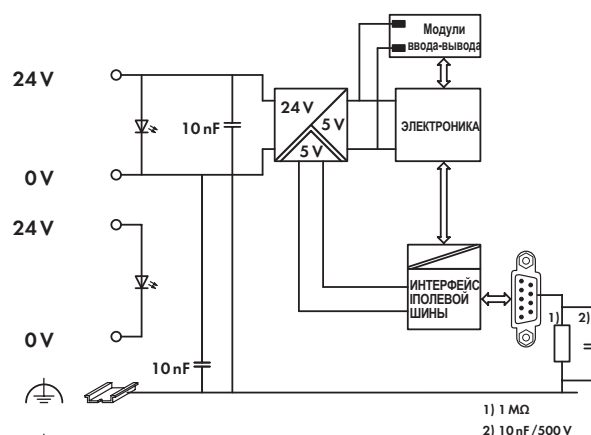 Модули
ввода-вывода
24 V
24 V
5 V
10 nF
ЭЛЕКТРОНИКА
5 V
0 V
24 V
ИНТЕРФЕЙС
IПОЛЕВОЙ
ШИНЫ
1)
2)
0 V
10 nF
1) 1 MΩ
2) 10 nF/500 V